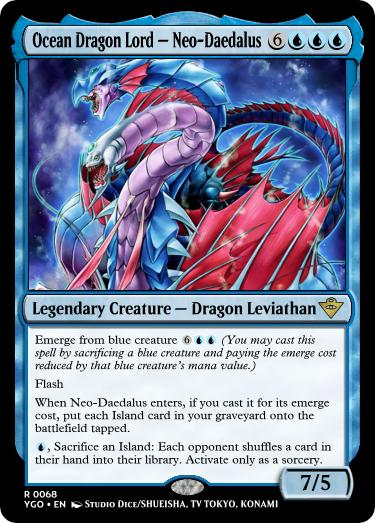 Ocean Dragon Lord — Neo-Daedalus 6
Legendary Creature — Dragon Leviathan
Emerge from blue creature 6 (You may cast this
spell by sacrificing a blue creature and paying the emerge cost
reduced by that blue creature's mana value.)
Flash
When Neo-Daedalus enters, if you cast it for its emerge
cost, put each Island card in your graveyard onto the
battlefield tapped.
, Sacrifice an Island: Each opponent shuffles a card in
their hand into their library. Activate only as a sorcery.
7/5
R 0068
YGO • EN Studio Dice/SHUEISHA, TV TOKYO, KONAMI